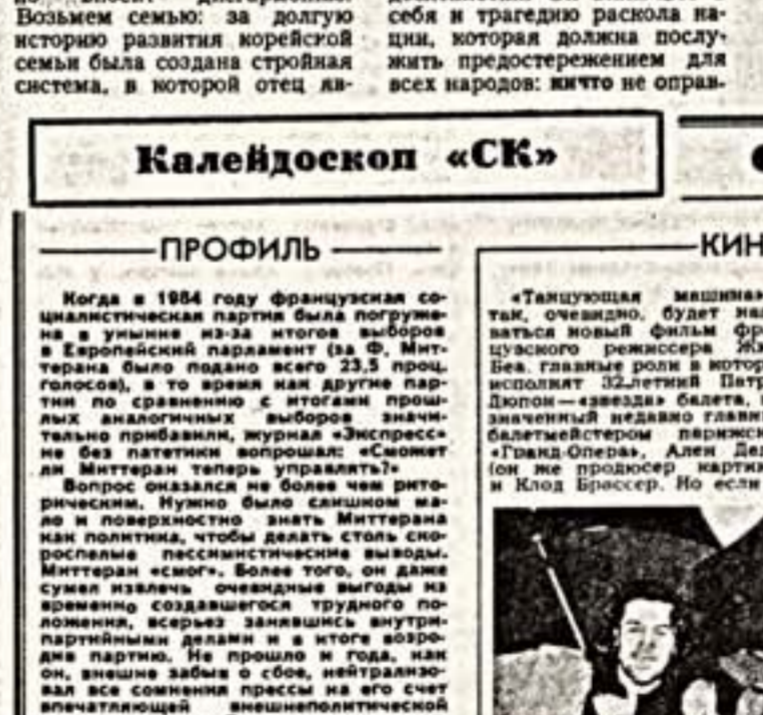 Возьмем семью: за долгую
историю развития корейской
семьи была создана стройная
система, в которой отец яв-
себя и трагедию раскола на-
ции, которая должна послу-
жить предостережением для
всех народов: ничто не оправ-
Калейдоскоп «СК»
ПРОФИЛЬ
Когда в 1984 году французская со-
циалистическая партия была погруже-
на в уныние из-за итогов выборов
в Европейский парламент (за Ф. Мит-
терана было подано всего 23,5 проц.
голосов), в то время как другие пар-
тии по сравнению с итогами прош-
лых аналогичных выборов значи-
тельно прибавили, журнал «Экспресс»
не без патетики вопрошал: «Сможет
ли Миттеран теперь управлять?»
Вопрос оказался не более чем рито-
рическим. Нужно было слишком ма-
ло и поверхностно знать Миттерана
как политика, чтобы делать столь ско-
роспелые пессимистические выводы.
Миттеран «смог». Более того, он даже
сумел извлечь очевидные выгоды из
временно создавшегося трудного по-
ложения, всерьез занявшись внутри-
партийными делами и в итоге возро-
див партию. Не прошло и года, как
он, внешне забыв о сбое, нейтрализо-
вал все сомнения прессы на его счет
впечатляющей внешнеполитической
КИН
«Танцующая машина»
так, очевидно, будет наз
ваться новый фильм фр
цузского режиссера Ж
Беа, главные роли в котор
исполнят 32-летний Патр
Дюпон—«звезда» балета,
значенный недавно главн
балетмейстером парижск
«Гранд-Опера», Ален Дел
(он же продюсер картин
и Клод Брассер. Но если